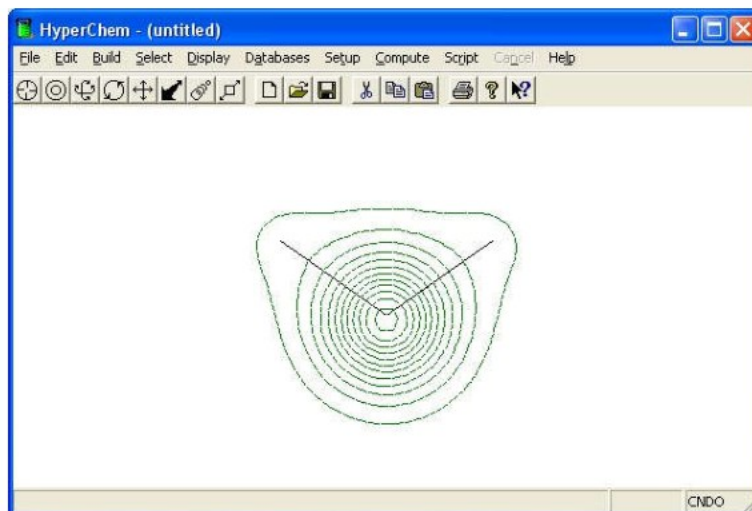 HyperChem - (untitled)
File Edit Build Select Display Databases Setup Compute Script Cancel Help
CNDO